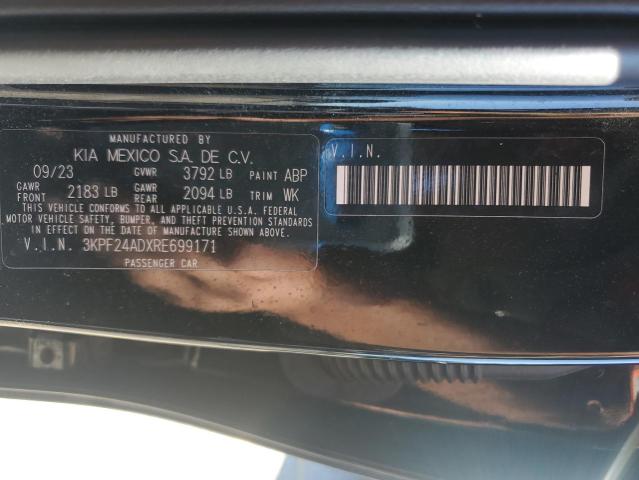 MANUFACTURED BY
KIA MEXICO S.A. DE C.V.
09/23 GVWR 3792 LB PAINT ABP
GAWR FRONT 2183 LB GAWR REAR 2094 LB TRIM WK
THIS VEHICLE CONFORMS TO ALL APPLICABLE U.S.A. FEDERAL
MOTOR VEHICLE SAFETY, BUMPER, AND THEFT PREVENTION STANDARDS
IN EFFECT ON THE DATE OF MANUFACTURE SHOWN ABOVE.
V.I.N. 3KPF24ADXRE699171
PASSENGER CAR
V.I.N.